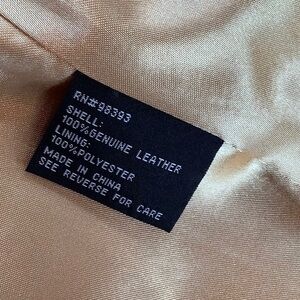 RN#98393
SHELL:
100%GENUINE LEATHER
LINING:
100%POLYESTER
MADE IN CHINA
SEE REVERSE FOR CARE